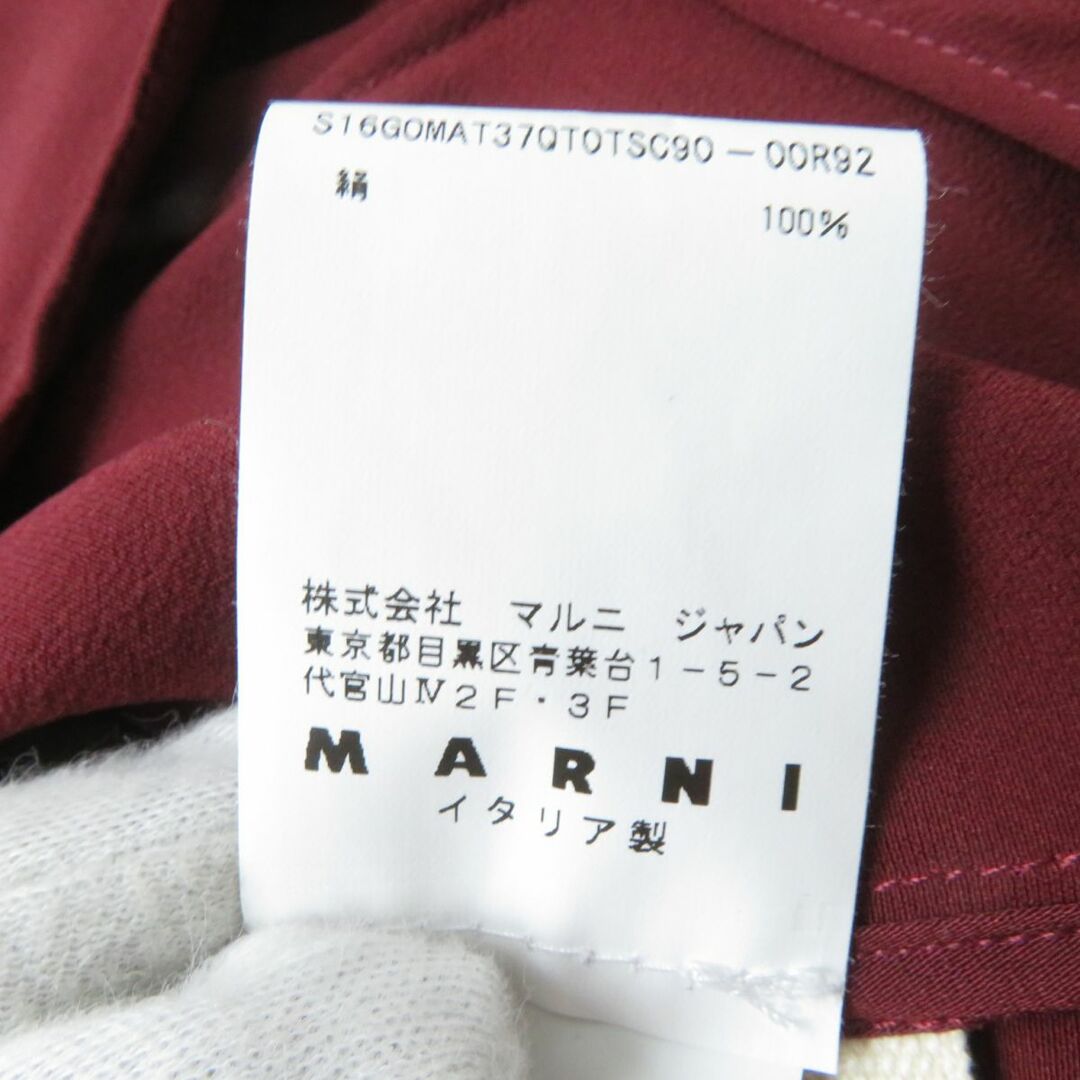 S16GOMAT37QT0TSC90-00R92
絹
100%
株式会社 マルニ ジャパン
東京都目黒区青葉台1-5-2
代官山Ⅳ2F・3F
MARNI
イタリア製